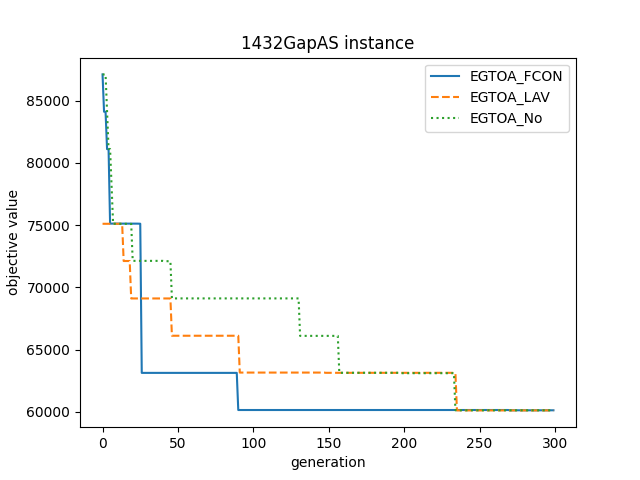 1432GapAS instance
EGTOA_FCON
EGTOA_LAV
EGTOA_No
objective value
85000
80000
75000
70000
65000
60000
0 50 100 150 200 250 300
generation